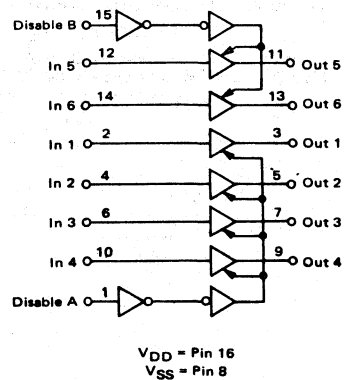 Disable B 15
In 5 12 11 Out 5
In 6 14 13 Out 6
In 1 2 3 Out 1
In 2 4 5 Out 2
In 3 6 7 Out 3
In 4 10 9 Out 4
Disable A 1
VDD = Pin 16
VSS = Pin 8